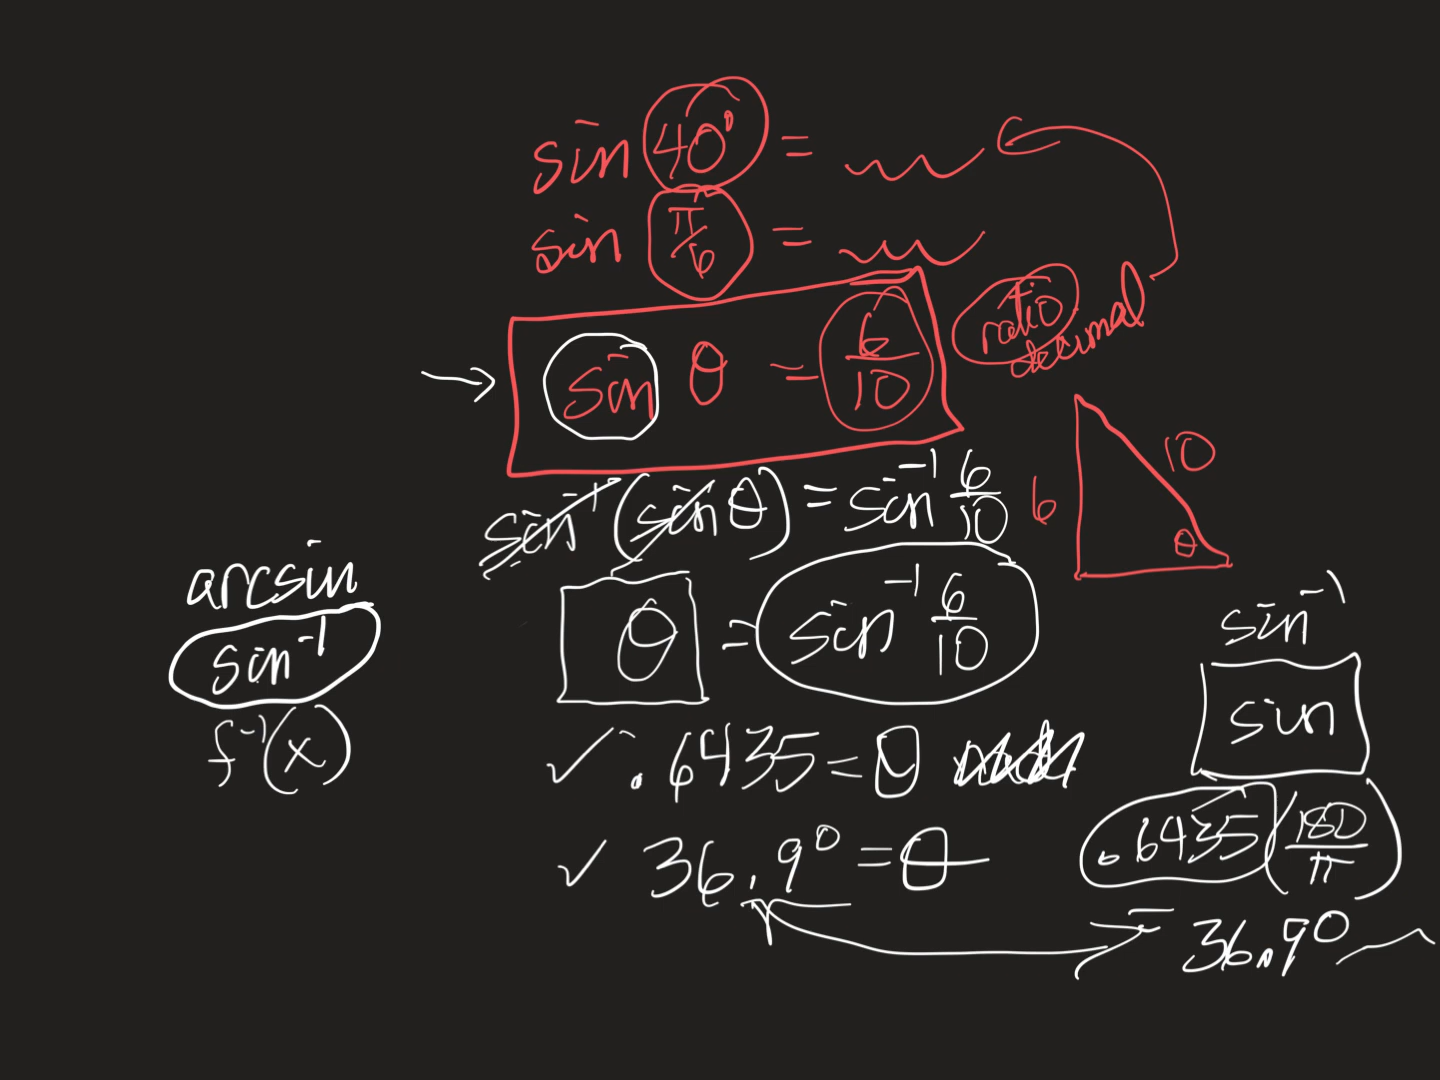 sin 40° =
sin π/6 =
ratio
decimal
sin θ = 6/10
10
6
θ
sin⁻¹(sin θ) = sin⁻¹ 6/10
arcsin
sin⁻¹
f⁻¹(x)
θ = sin⁻¹ 6/10
sin⁻¹
sin
✓ .6435 = θ
✓ 36.9° = θ
.6435(180/π)
= 36.9°